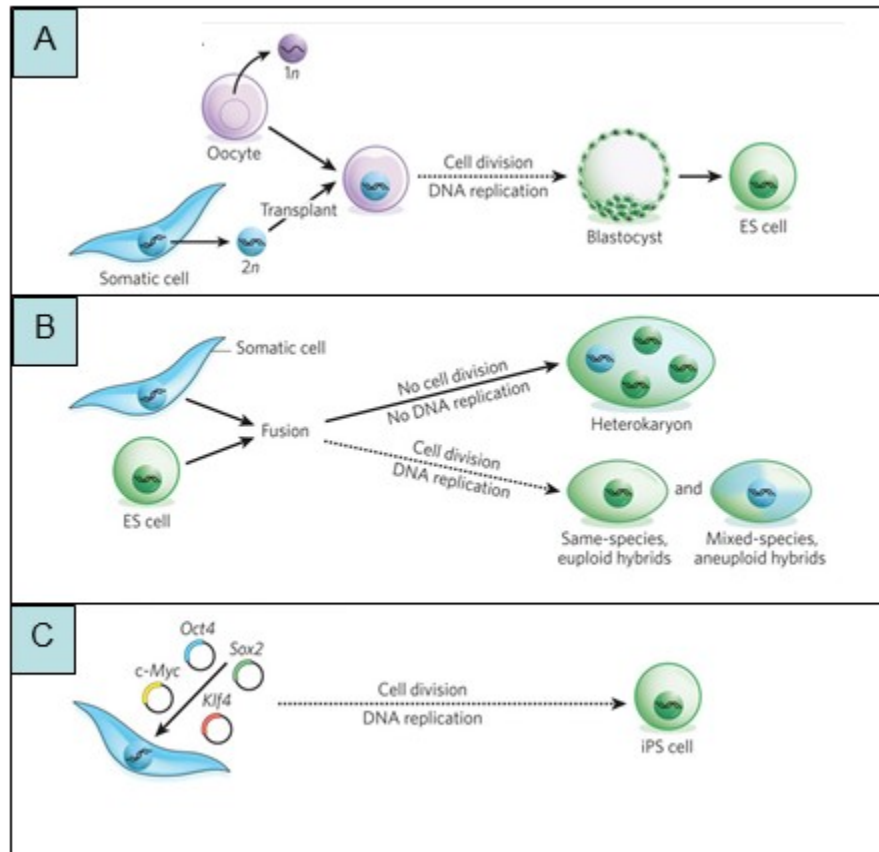 A
1n
Oocyte
Cell division
DNA replication
Transplant
Blastocyst
ES cell
Somatic cell
2n
B
Somatic cell
No cell division
No DNA replication
Fusion
Heterokaryon
Cell division
DNA replication
ES cell
and
Same-species,
euploid hybrids
Mixed-species,
aneuploid hybrids
C
Oct4
Sox2
c-Myc
Klf4
Cell division
DNA replication
iPS cell